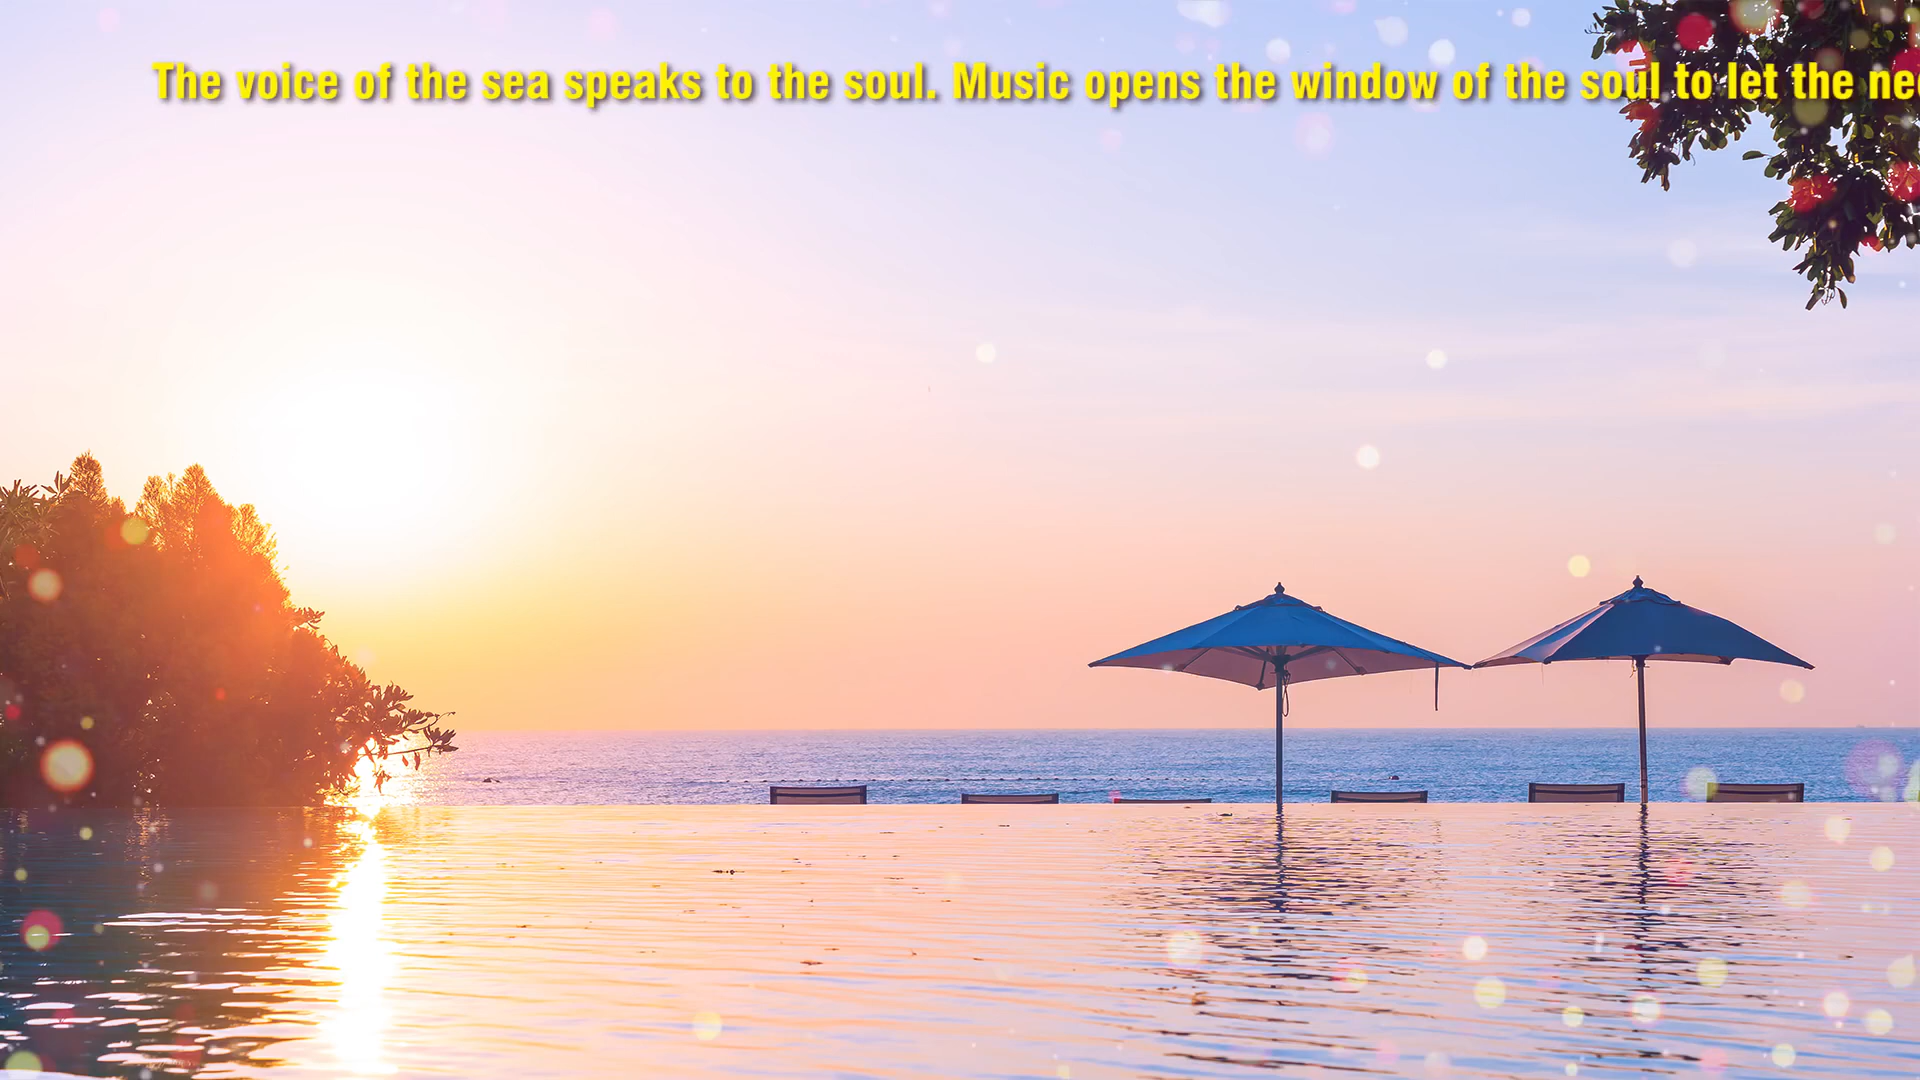 The voice of the sea speaks to the soul. Music opens the window of the soul to let the